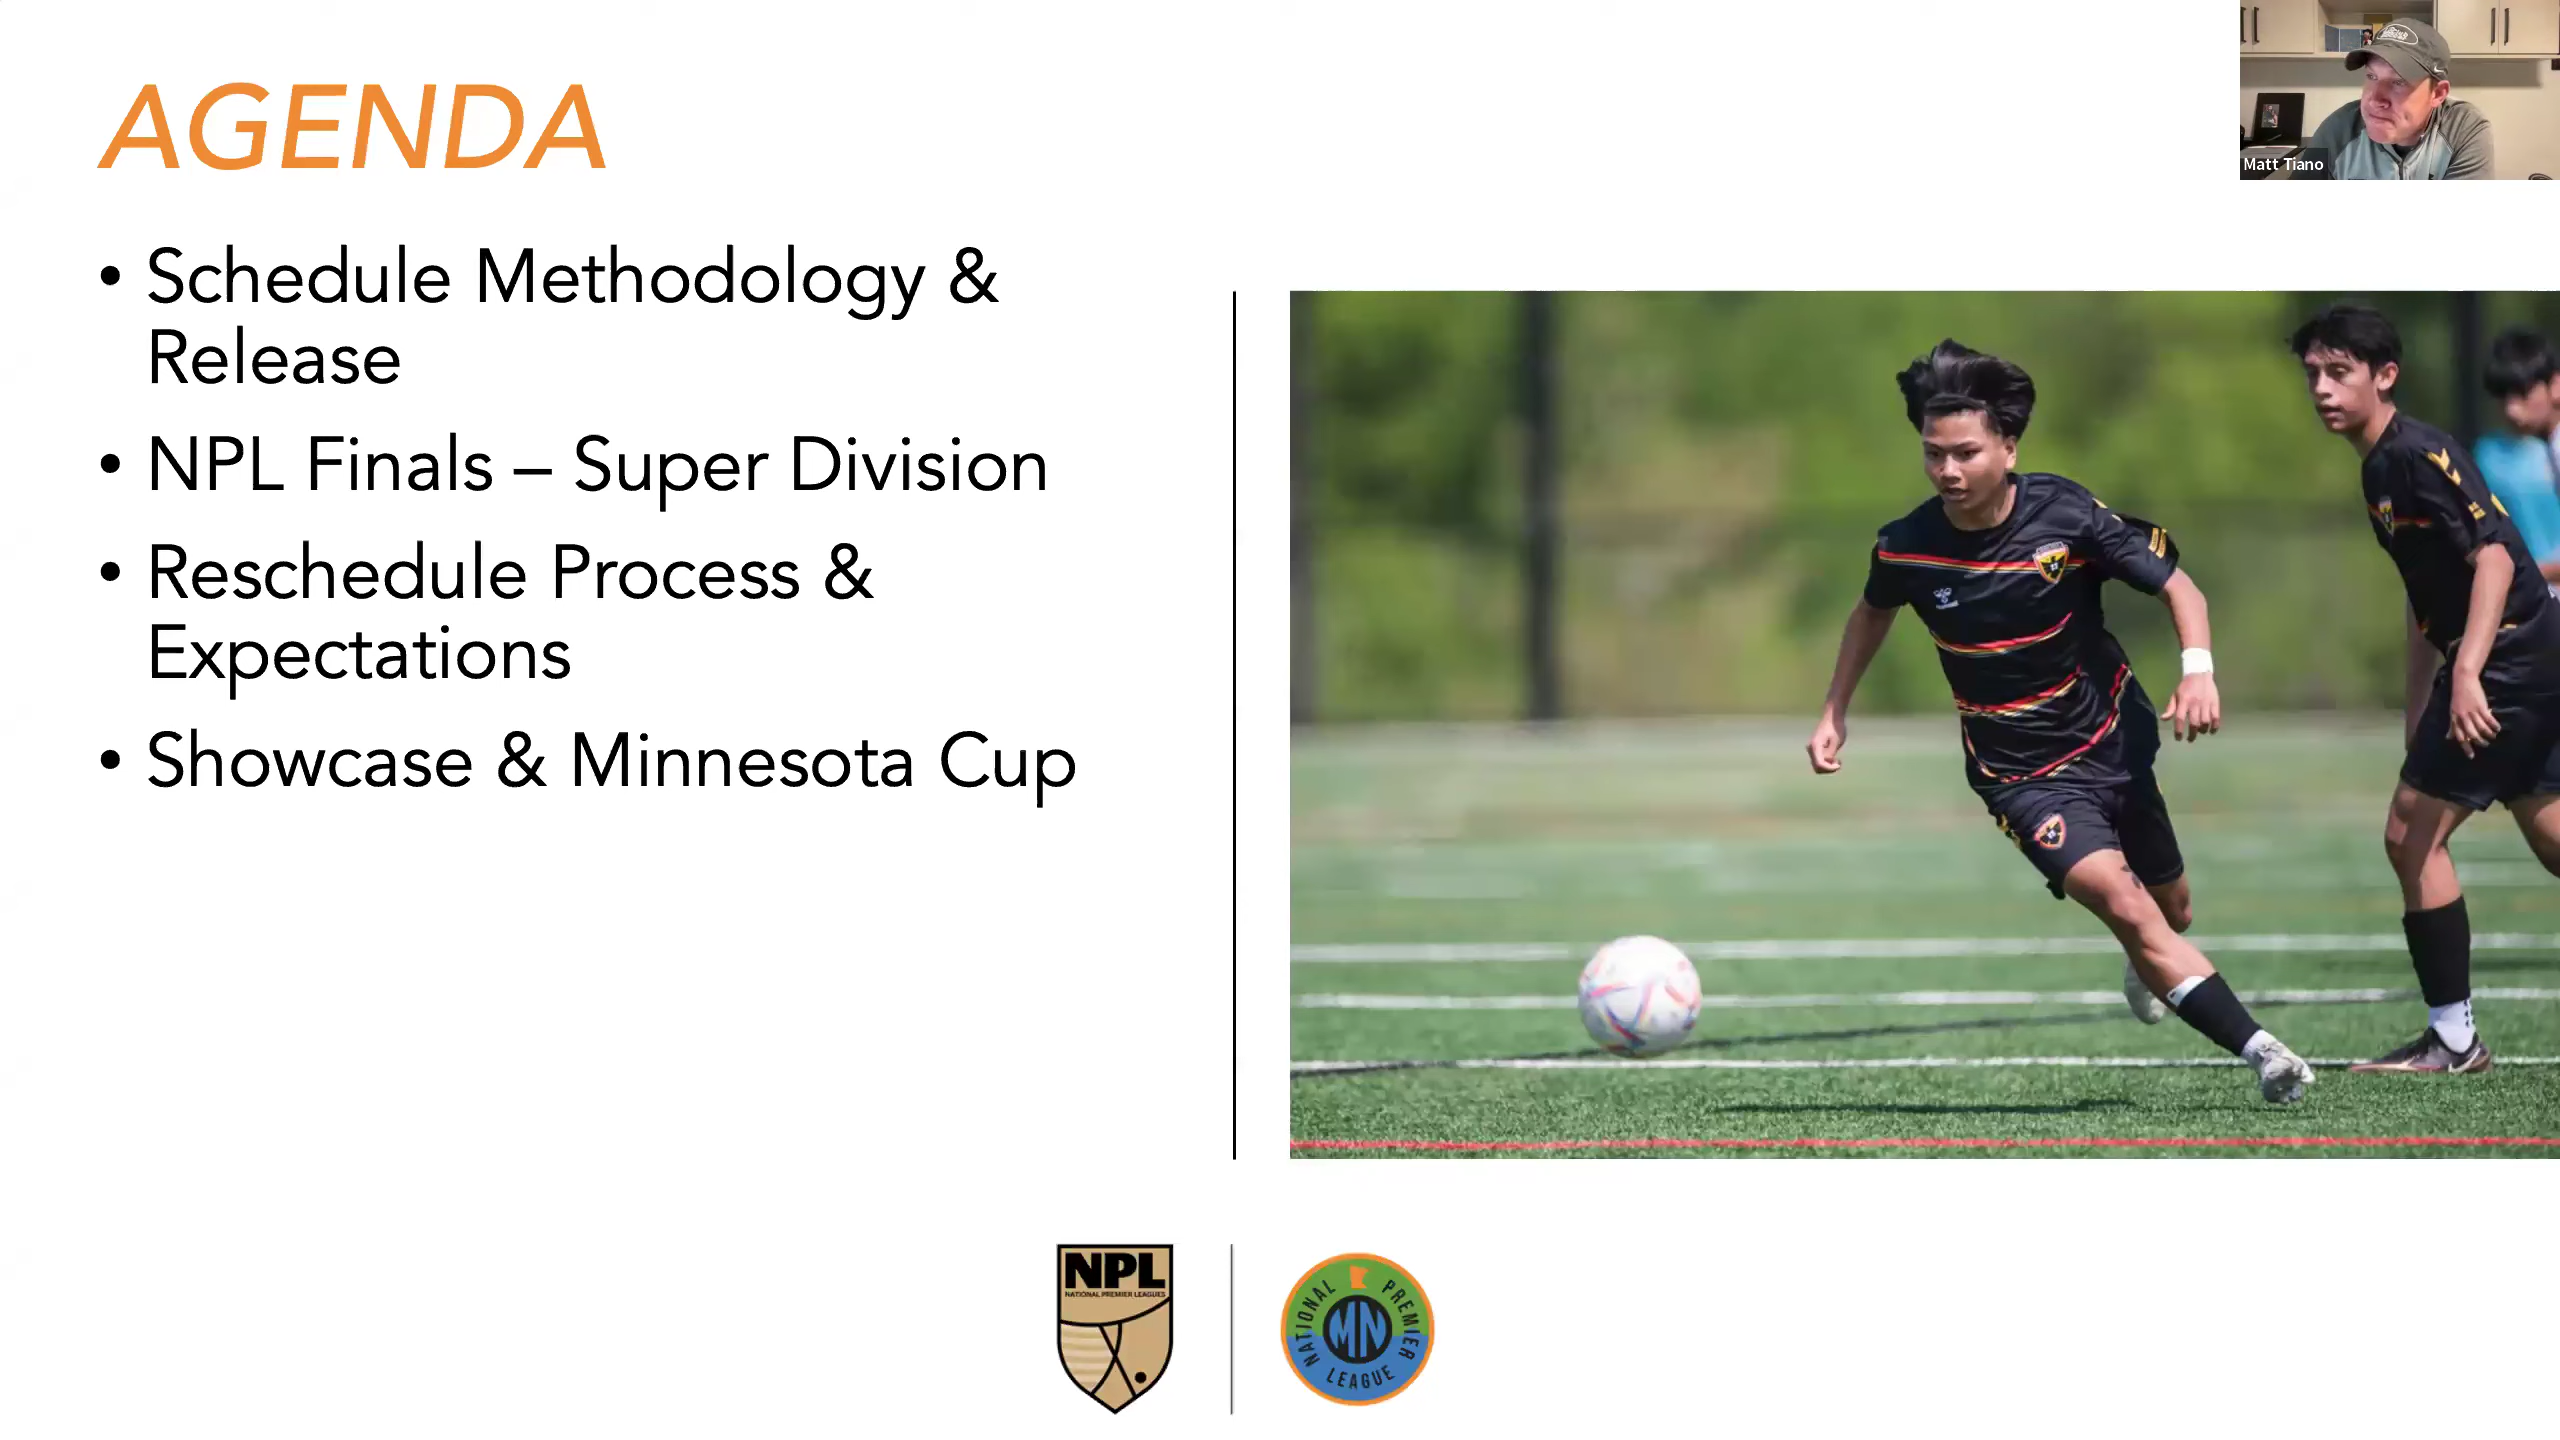 AGENDA
Matt Tiano
• Schedule Methodology &
Release
• NPL Finals – Super Division
• Reschedule Process &
Expectations
• Showcase & Minnesota Cup
NPL
NATIONAL PREMIER LEAGUES
NATIONAL PREMIER
MN
LEAGUE